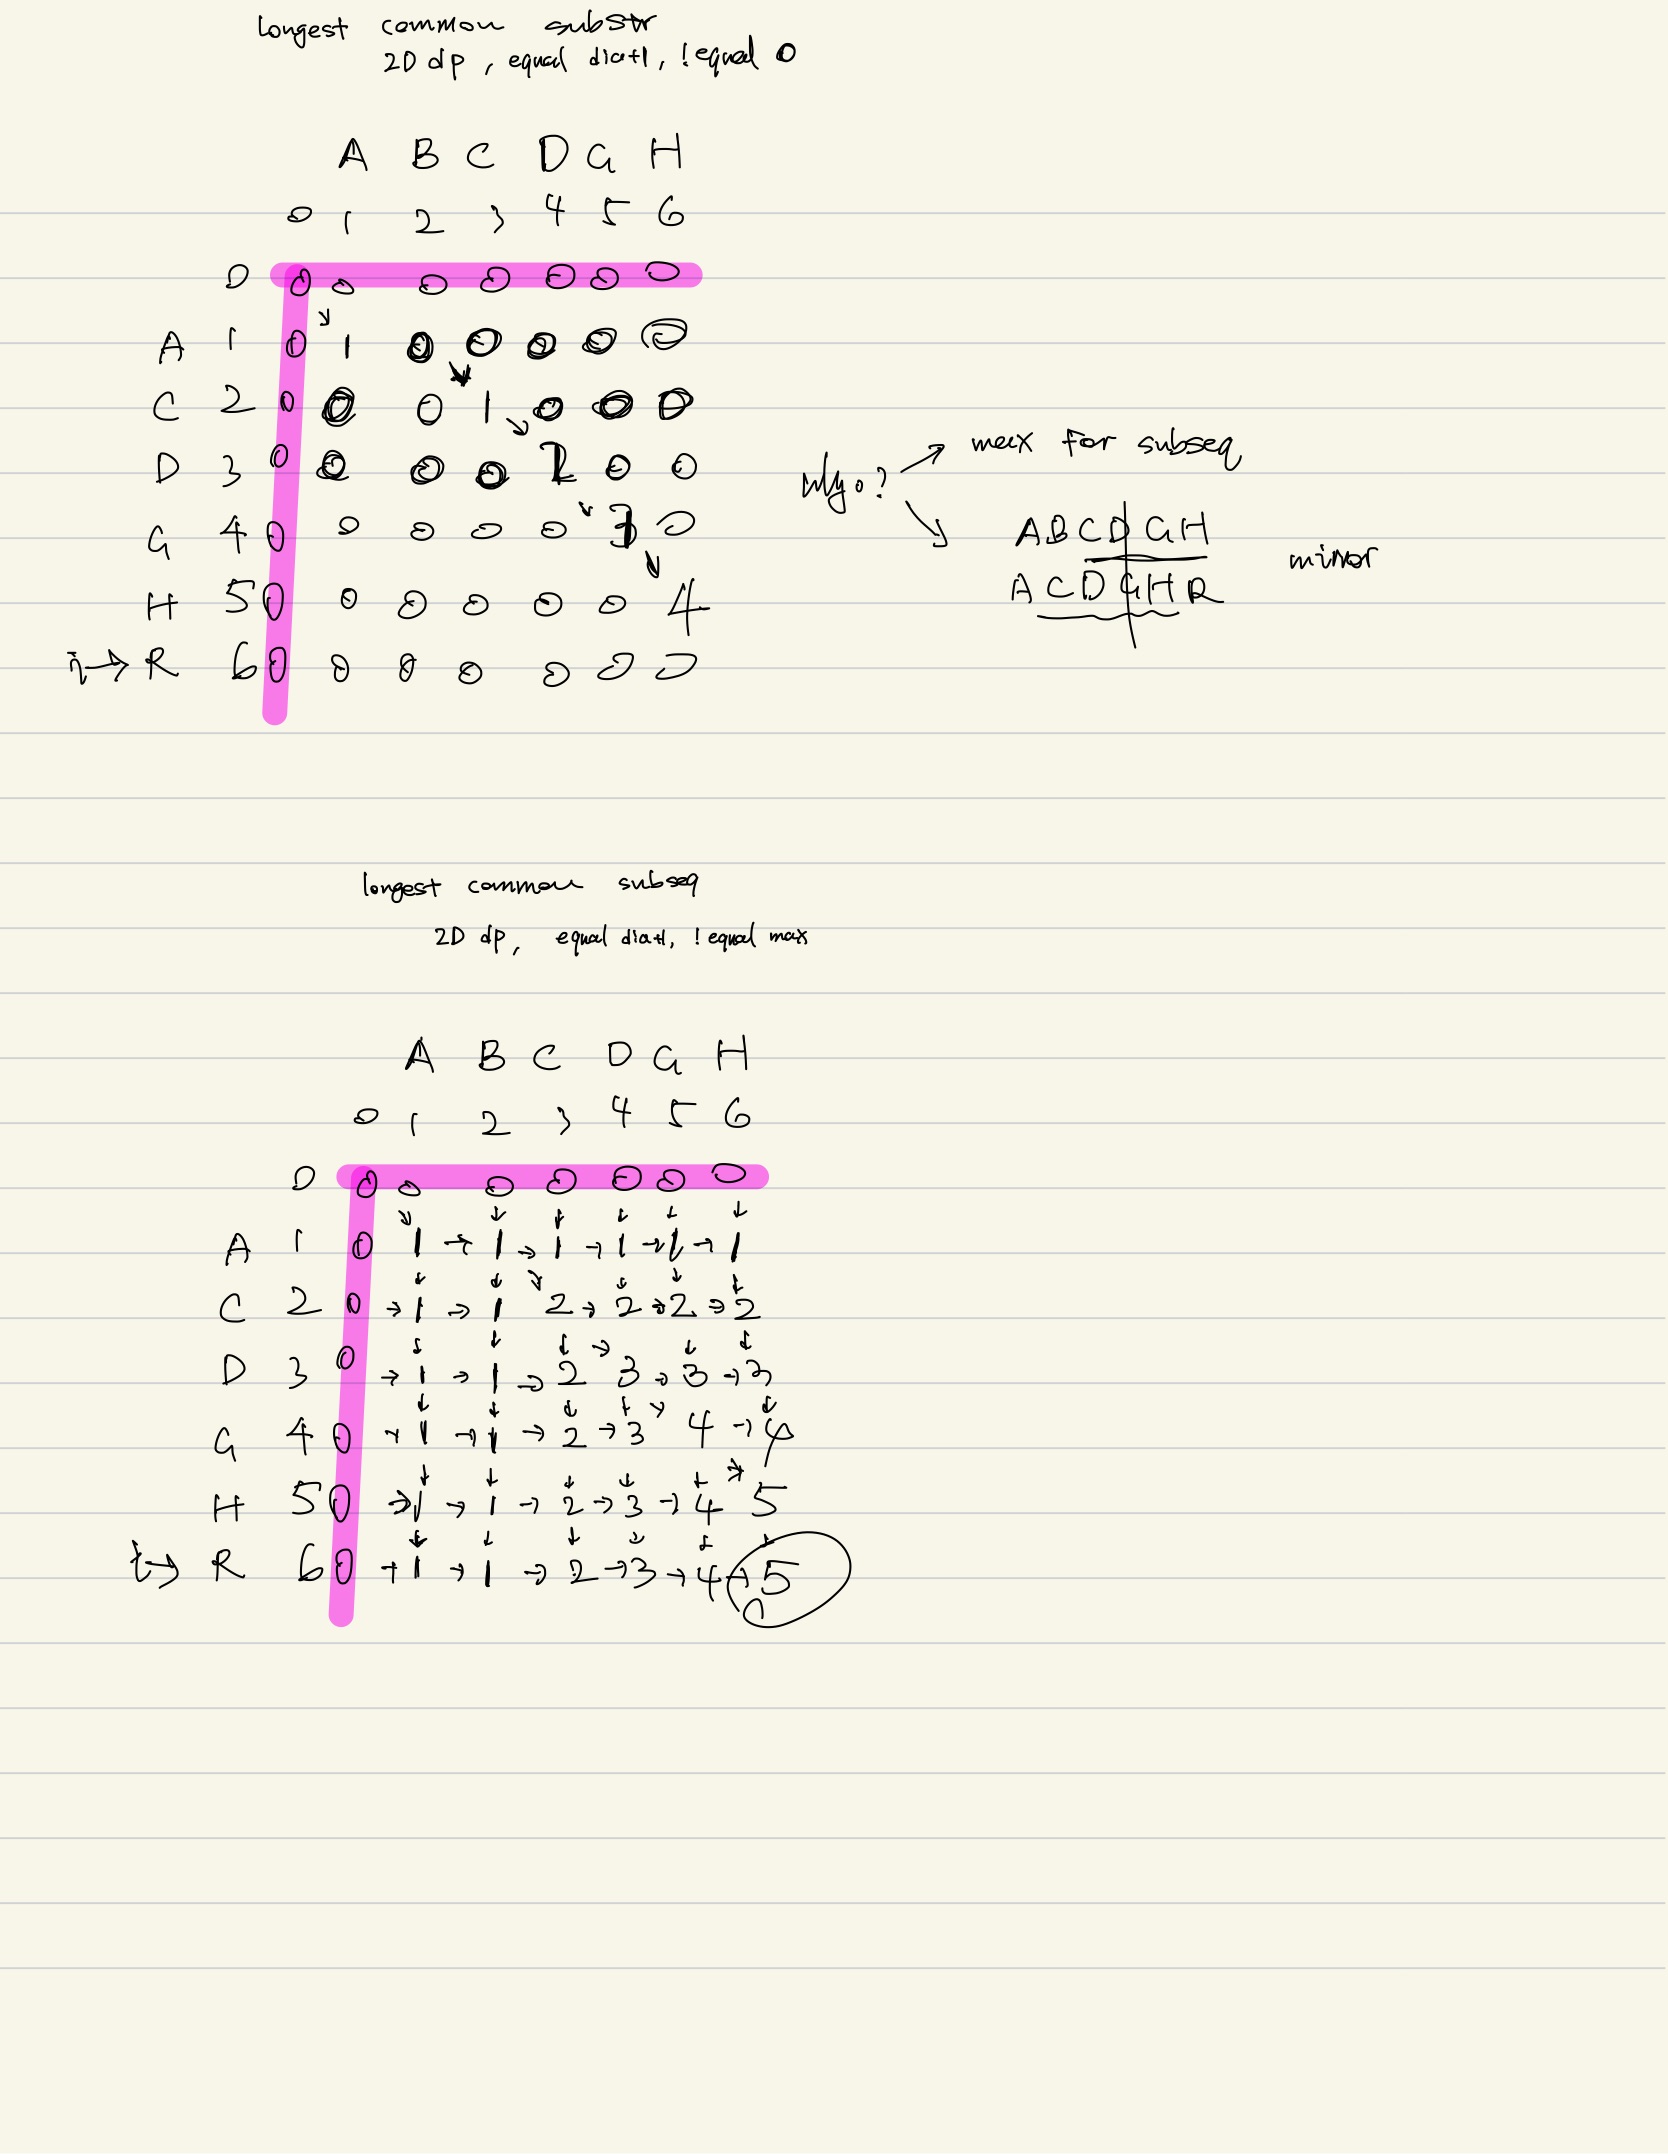 longest common substr
2D dp, equal dia+1, !equal 0
A B C D G H
0 1 2 3 4 5 6
0 0 0 0 0 0 0 0
A 1 0 1 0 0 0 0 0
C 2 0 0 0 1 0 0 0
D 3 0 0 0 0 2 0 0
G 4 0 0 0 0 0 3 0
H 5 0 0 0 0 0 0 4
i→ R 6 0 0 0 0 0 0 0
why 0?
max for subseq
ABCDGH
ACDGHR
mirror
longest common subseq
2D dp, equal dia+1, !equal max
A B C D G H
0 1 2 3 4 5 6
0 0 0 0 0 0 0 0
A 1 0 1 → 1 → 1 → 1 → 1 → 1
C 2 0 → 1 → 1 2 → 2 → 2 → 2
D 3 0 → 1 → 1 → 2 3 → 3 → 3
G 4 0 → 1 → 1 → 2 → 3 4 → 4
H 5 0 → 1 → 1 → 2 → 3 → 4 5
i→ R 6 0 → 1 → 1 → 2 → 3 → 4 → 5